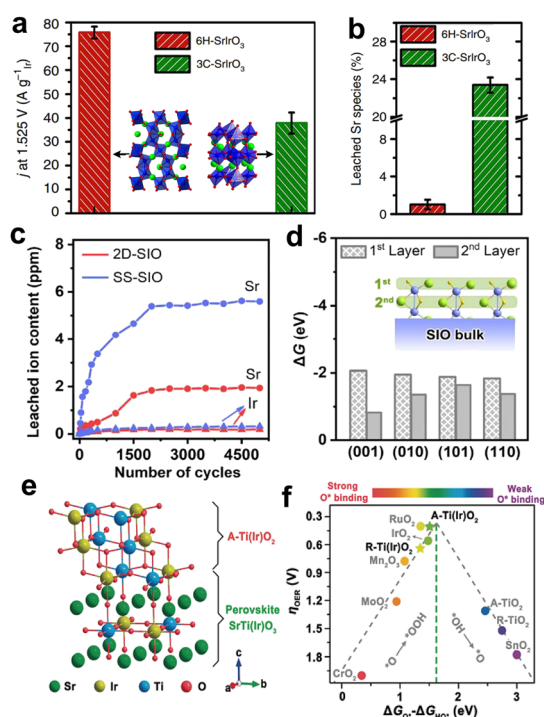 a
j at 1.525 V (A g⁻¹Ir)
80
70
60
50
40
30
20
10
0
6H-SrIrO3
3C-SrIrO3
b
Leached Sr species (%)
28
24
20
4
2
0
6H-SrIrO3
3C-SrIrO3
c
Leached ion content (ppm)
10
8
6
4
2
0
2D-SIO
SS-SIO
Sr
Sr
Ir
0 1500 3000 4500
Number of cycles
d
ΔG (eV)
-6
-4
-2
0
1st Layer 2nd Layer
1st
2nd
SIO bulk
(001) (010) (101) (110)
e
A-Ti(Ir)O2
Perovskite
SrTi(Ir)O3
c
a b
Sr Ir Ti O
f
Strong
O* binding
Weak
O* binding
ηOER (V)
0.3
0.6
0.9
1.2
1.5
1.8
A-Ti(Ir)O2
RuO2
IrO2
R-Ti(Ir)O2
Mn2O3
MoO2
CrO2
*O *OOH
*OH *O
A-TiO2
R-TiO2
SnO2
0 1 2 3
ΔGO*-ΔGHO* (eV)